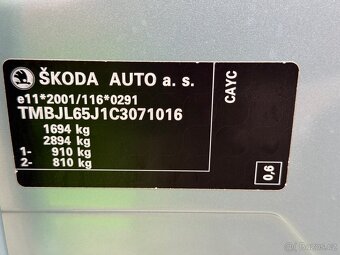 ŠKODA AUTO a. s.
e11*2001/116*0291
TMBJL65J1C3071016
1694 kg
2894 kg
1- 910 kg
2- 810 kg
CAYC
0,6